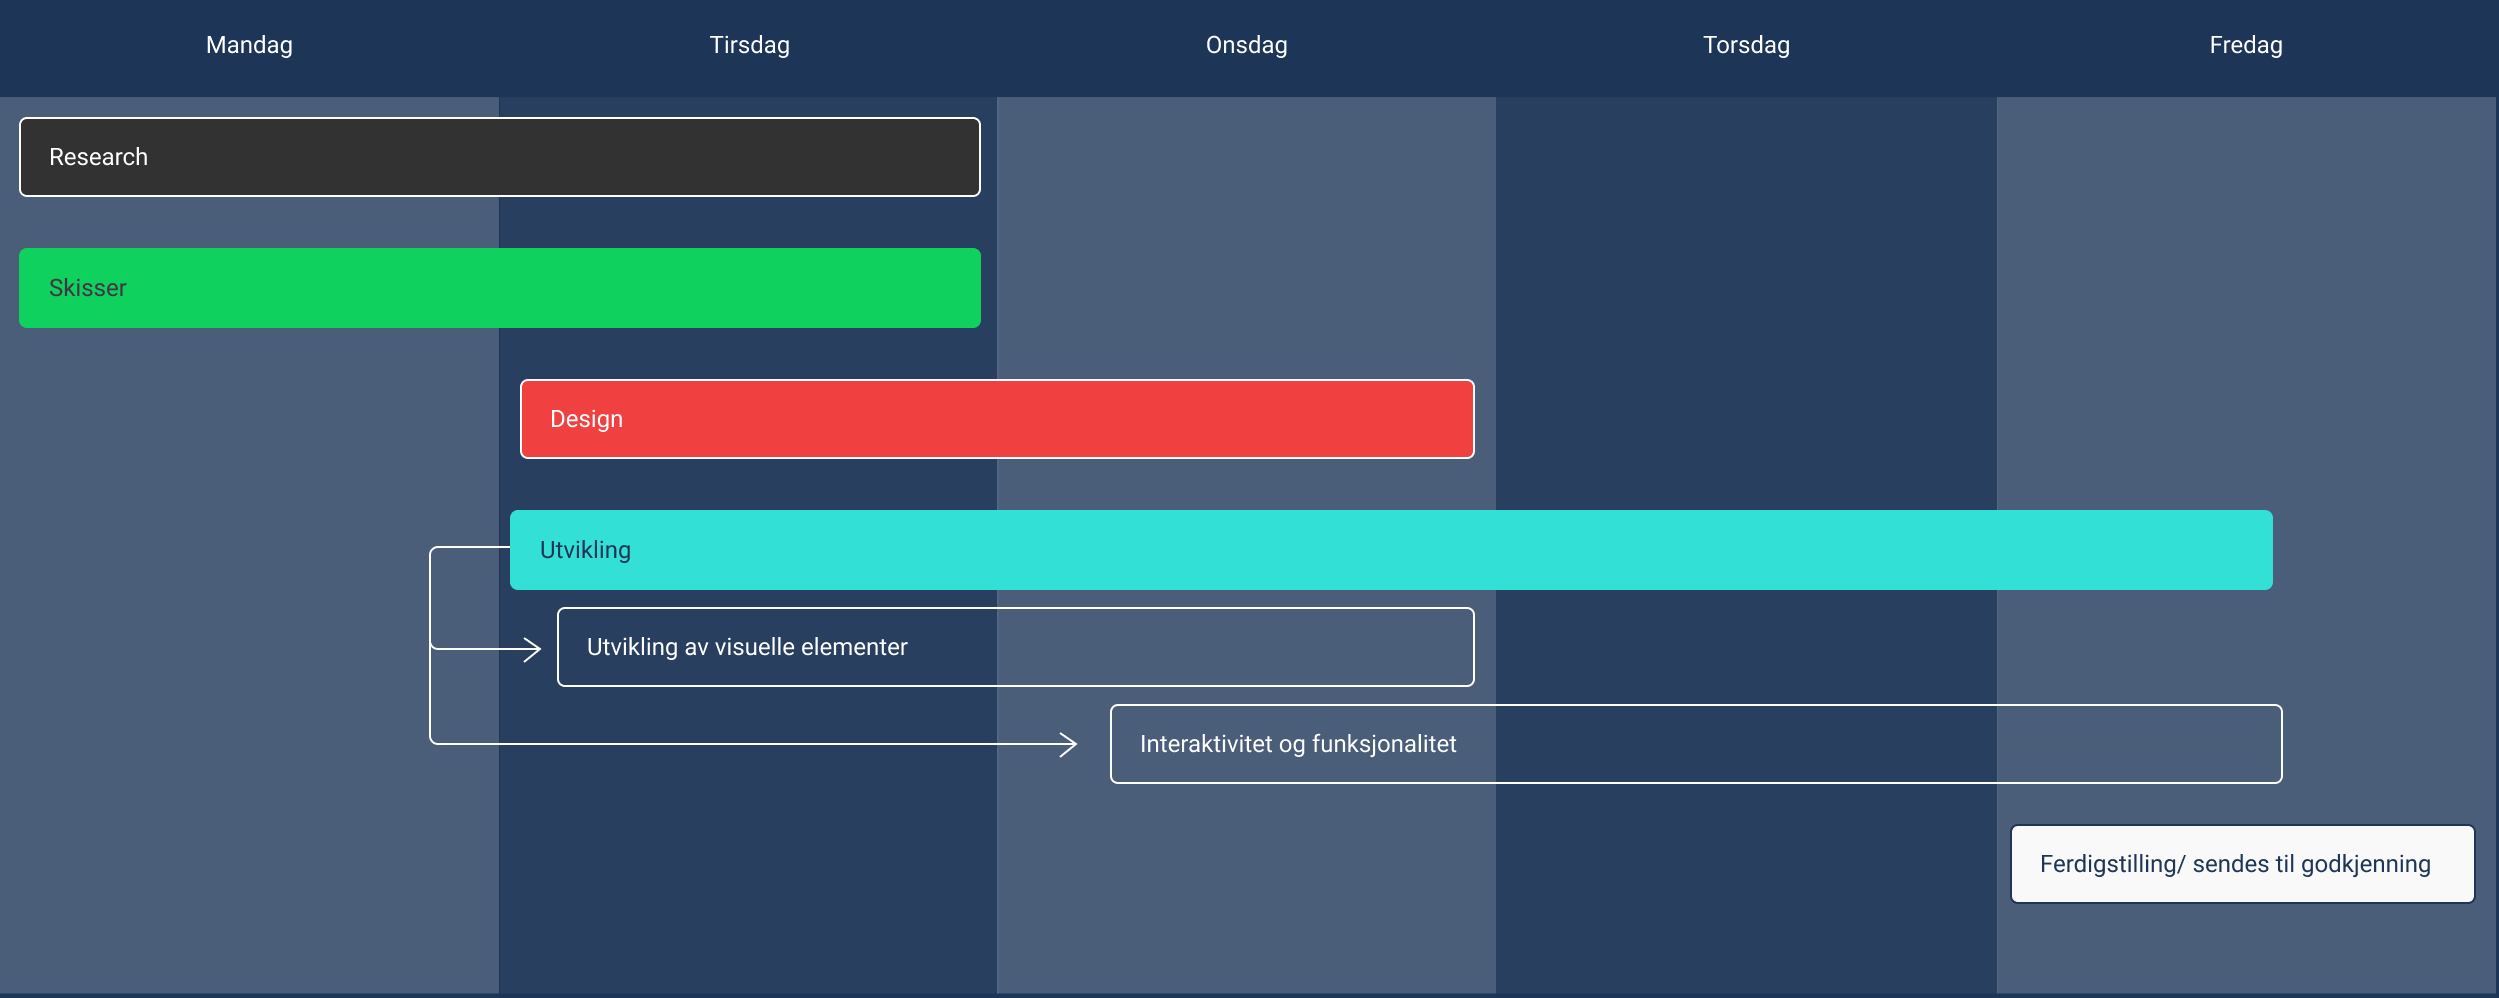 Mandag
Tirsdag
Onsdag
Torsdag
Fredag
Research
Skisser
Design
Utvikling
Utvikling av visuelle elementer
Interaktivitet og funksjonalitet
Ferdigstilling/ sendes til godkjenning